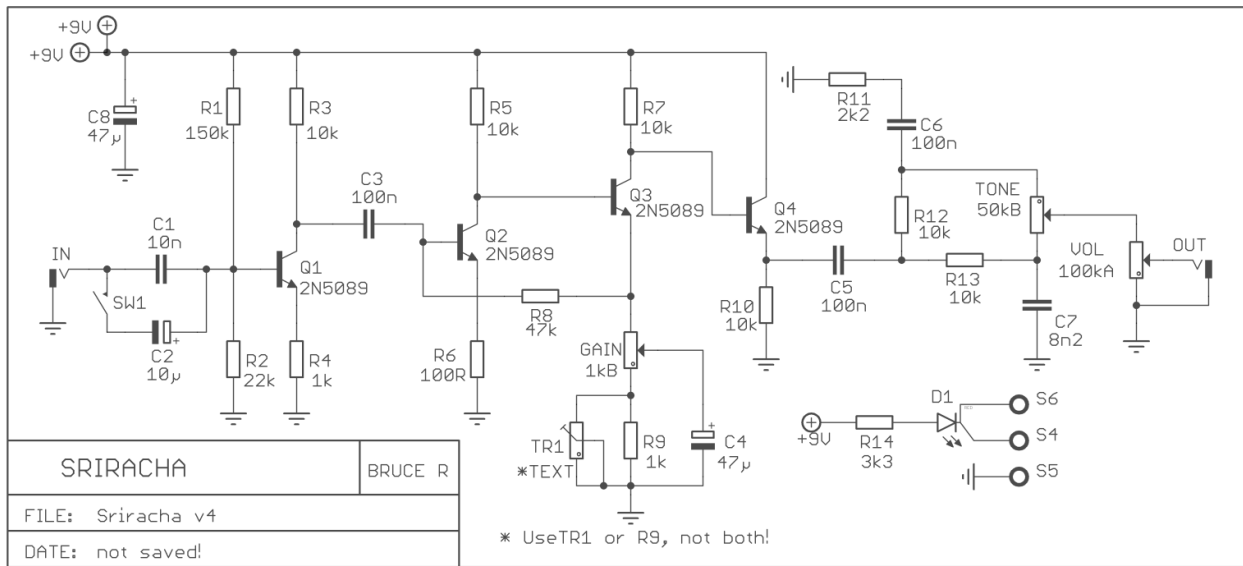 +9V
+9V
C8
47µ
R1
150k
R3
10k
R5
10k
R7
10k
R11
2k2
C6
100n
C3
100n
Q3
2N5089
TONE
50kB
Q4
2N5089
R12
10k
C1
10n
Q2
2N5089
VOL
100kA
OUT
IN
SW1
Q1
2N5089
C5
100n
R13
10k
R8
47k
R10
10k
C7
8n2
C2
10µ
+
R2
22k
R4
1k
R6
100R
GAIN
1kB
D1
S6
S4
S5
+9V
R14
3k3
TR1
*TEXT
R9
1k
C4
47µ
SRIRACHA
BRUCE R
FILE: Sriracha v4
DATE: not saved!
* UseTR1 or R9, not both!